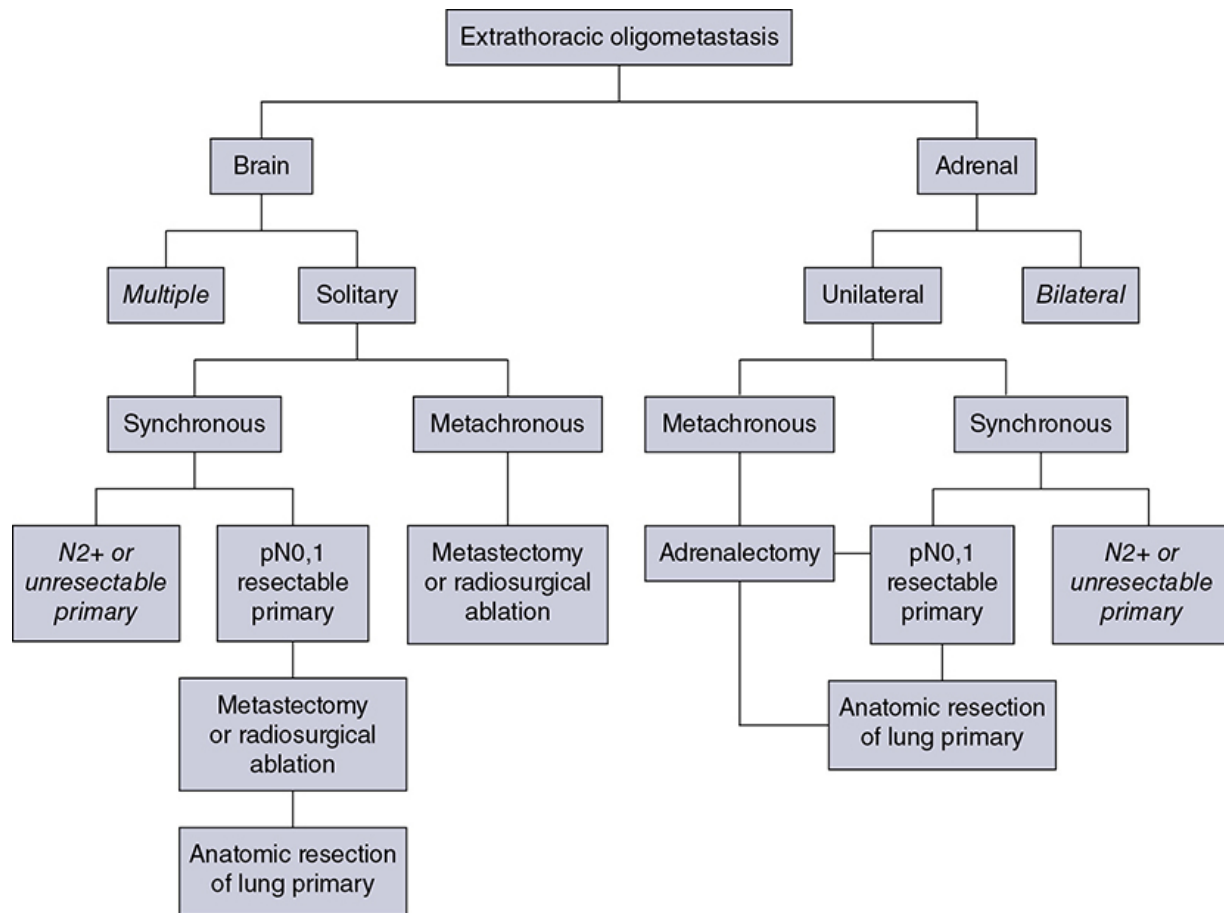 Extrathoracic oligometastasis
Brain
Adrenal
Multiple
Solitary
Unilateral
Bilateral
Synchronous
Metachronous
Metachronous
Synchronous
N2+ or
unresectable
primary
pN0,1
resectable
primary
Metastectomy
or radiosurgical
ablation
Adrenalectomy
pN0,1
resectable
primary
N2+ or
unresectable
primary
Metastectomy
or radiosurgical
ablation
Anatomic resection
of lung primary
Anatomic resection
of lung primary